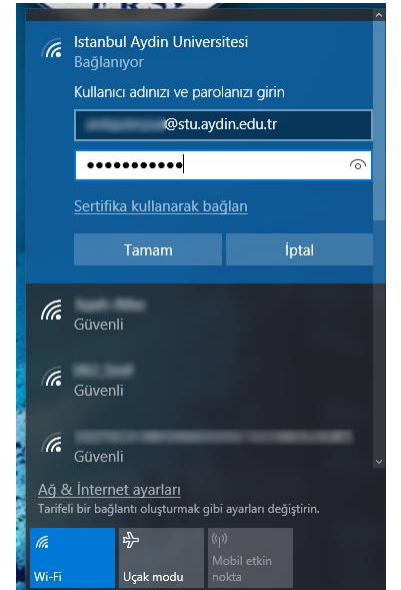 Istanbul Aydin Universitesi
Bağlanıyor
Kullanıcı adınızı ve parolanızı girin
@stu.aydin.edu.tr
Sertifika kullanarak bağlan
Tamam
İptal
Güvenli
Güvenli
Güvenli
Ağ & İnternet ayarları
Tarifeli bir bağlantı oluşturmak gibi ayarları değiştirin.
Wi-Fi
Uçak modu
Mobil etkin
nokta